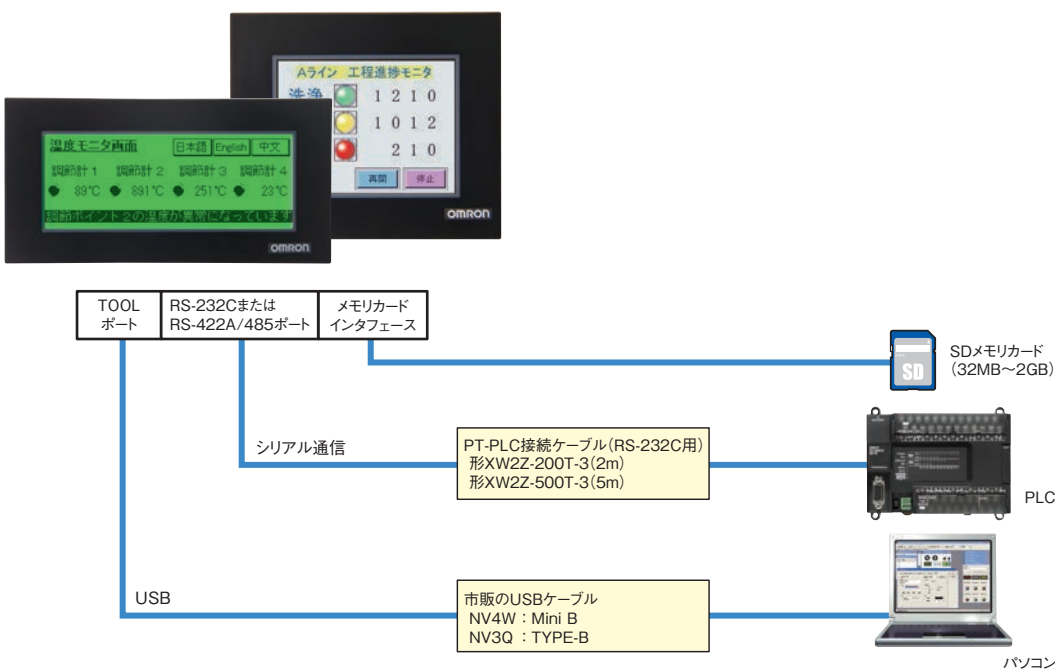 Aライン 工程進捗モニタ
洗浄 1210
1012
210
再開 停止
OMRON
温度モニタ画面 日本語 English 中文
調節計1 調節計2 調節計3 調節計4
89℃ 891℃ 251℃ 23℃
調節ポイント2の温度が異常になっています
OMRON
TOOL
ポート
RS-232Cまたは
RS-422A/485ポート
メモリカード
インタフェース
SD
SDメモリカード
(32MB~2GB)
シリアル通信
PT-PLC接続ケーブル(RS-232C用)
形XW2Z-200T-3(2m)
形XW2Z-500T-3(5m)
PLC
USB
市販のUSBケーブル
NV4W:Mini B
NV3Q:TYPE-B
パソコン